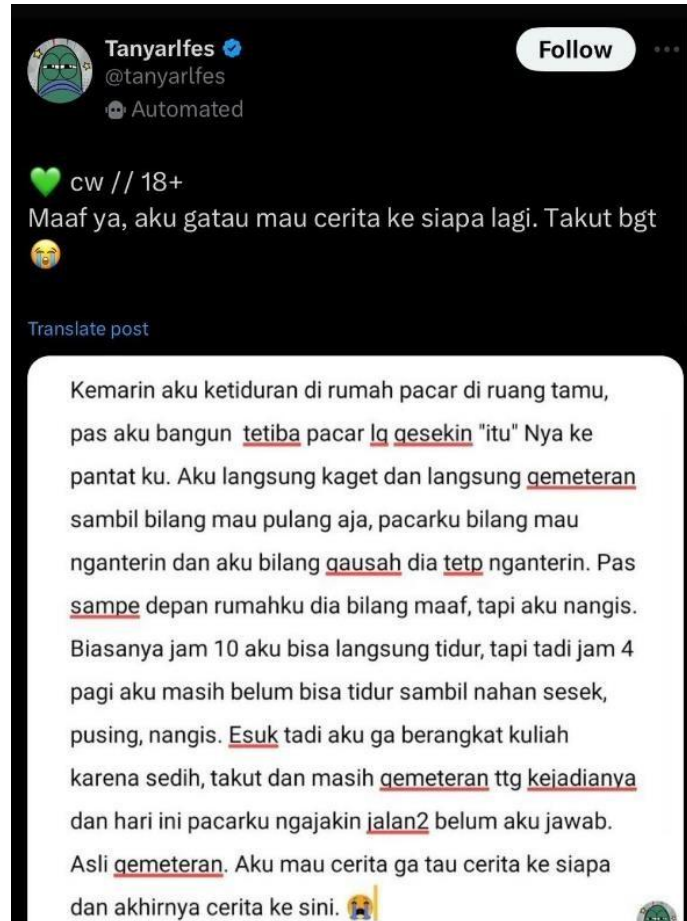 Tanyarlfes
Follow
@tanyarlfes
Automated
💚 cw // 18+
Maaf ya, aku gatau mau cerita ke siapa lagi. Takut bgt
😭
Translate post
Kemarin aku ketiduran di rumah pacar di ruang tamu,
pas aku bangun tetiba pacar lg gesekin "itu" Nya ke
pantat ku. Aku langsung kaget dan langsung gemeteran
sambil bilang mau pulang aja, pacarku bilang mau
nganterin dan aku bilang gausah dia tetp nganterin. Pas
sampe depan rumahku dia bilang maaf, tapi aku nangis.
Biasanya jam 10 aku bisa langsung tidur, tapi tadi jam 4
pagi aku masih belum bisa tidur sambil nahan sesek,
pusing, nangis. Esuk tadi aku ga berangkat kuliah
karena sedih, takut dan masih gemeteran ttg kejadianya
dan hari ini pacarku ngajakin jalan2 belum aku jawab.
Asli gemeteran. Aku mau cerita ga tau cerita ke siapa
dan akhirnya cerita ke sini. 😭